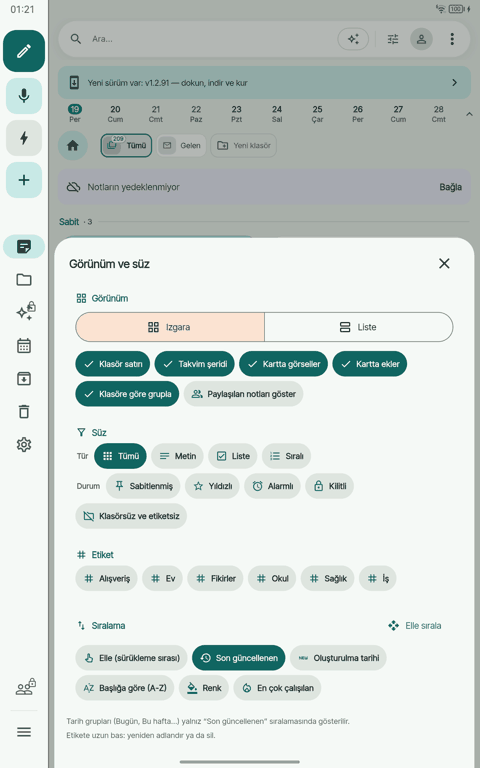 01:21
100
Ara...
Yeni sürüm var: v1.2.91 — dokun, indir ve kur
19 20 21 22 23 24 25 26 27 28
Per Cum Cmt Paz Pzt Sal Çar Per Cum Cmt
209
Tümü Gelen Yeni klasör
Notların yedeklenmiyor Bağla
Sabit · 3
Görünüm ve süz
Görünüm
Izgara Liste
Klasör satırı Takvim şeridi Kartta görseller Kartta ekler
Klasöre göre grupla Paylaşılan notları göster
Süz
Tür Tümü Metin Liste Sıralı
Durum Sabitlenmiş Yıldızlı Alarmlı Kilitli
Klasörsüz ve etiketsiz
Etiket
Alışveriş Ev Fikirler Okul Sağlık İş
Sıralama Elle sırala
Elle (sürükleme sırası) Son güncellenen NEW Oluşturulma tarihi
Başlığa göre (A-Z) Renk En çok çalışılan
Tarih grupları (Bugün, Bu hafta...) yalnız “Son güncellenen” sıralamasında gösterilir.
Etikete uzun bas: yeniden adlandır ya da sil.